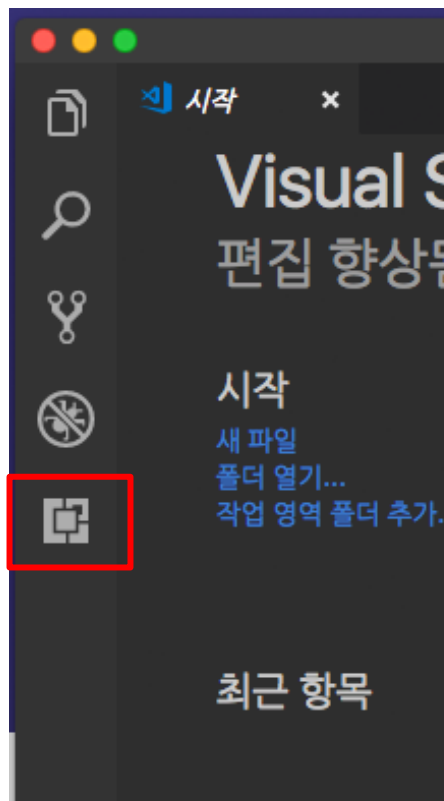 시작
Visual
편집 향상
시작
새 파일
폴더 열기...
작업 영역 폴더 추가.
최근 항목